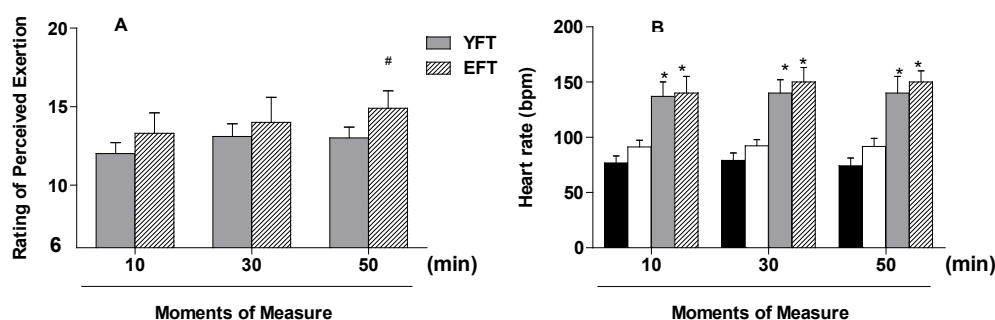 A
20
15
10
6
Rating of Perceived Exertion
YFT
EFT
#
10 30 50 (min)
Moments of Measure
B
200
150
100
50
0
Heart rate (bpm)
* * * * * *
10 30 50 (min)
Moments of Measure